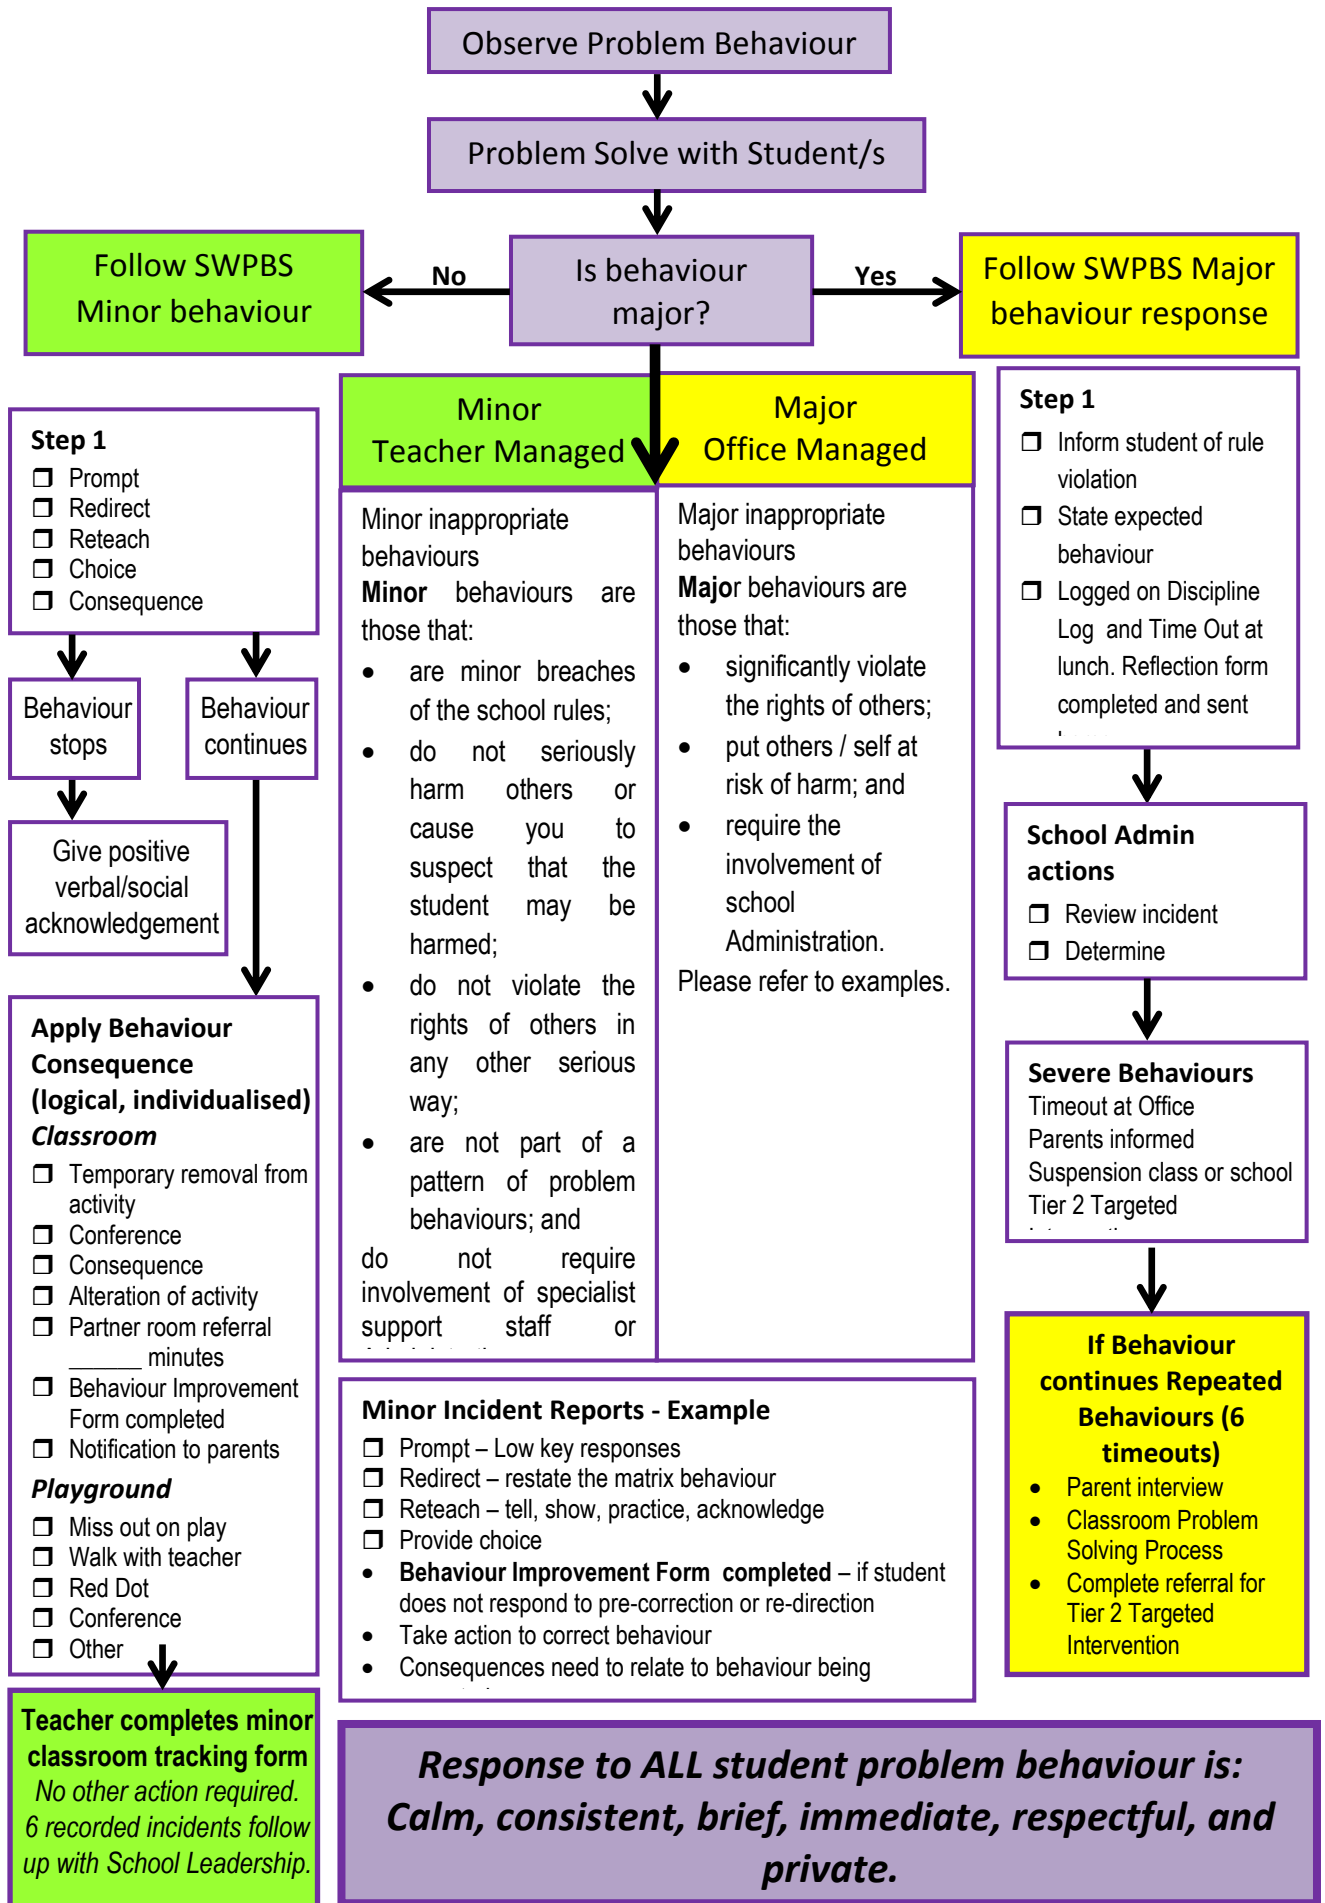 Observe Problem Behaviour
Problem Solve with Student/s
Follow SWPBS
Minor behaviour
No
Is behaviour
major?
Yes
Follow SWPBS Major
behaviour response
Step 1
❒ Prompt
❒ Redirect
❒ Reteach
❒ Choice
❒ Consequence
Behaviour
stops
Behaviour
continues
Give positive
verbal/social
acknowledgement
Apply Behaviour
Consequence
(logical, individualised)
Classroom
❒ Temporary removal from
activity
❒ Conference
❒ Consequence
❒ Alteration of activity
❒ Partner room referral
______ minutes
❒ Behaviour Improvement
Form completed
❒ Notification to parents
Playground
❒ Miss out on play
❒ Walk with teacher
❒ Red Dot
❒ Conference
❒ Other
Teacher completes minor
classroom tracking form
No other action required.
6 recorded incidents follow
up with School Leadership.
Minor
Teacher Managed
Minor inappropriate
behaviours
Minor behaviours are
those that:
• are minor breaches
of the school rules;
• do not seriously
harm others or
cause you to
suspect that the
student may be
harmed;
• do not violate the
rights of others in
any other serious
way;
• are not part of a
pattern of problem
behaviours; and
do not require
involvement of specialist
support staff or
Major
Office Managed
Major inappropriate
behaviours
Major behaviours are
those that:
• significantly violate
the rights of others;
• put others / self at
risk of harm; and
• require the
involvement of
school
Administration.
Please refer to examples.
Minor Incident Reports - Example
❒ Prompt – Low key responses
❒ Redirect – restate the matrix behaviour
❒ Reteach – tell, show, practice, acknowledge
❒ Provide choice
• Behaviour Improvement Form completed – if student
does not respond to pre-correction or re-direction
• Take action to correct behaviour
• Consequences need to relate to behaviour being
Step 1
❒ Inform student of rule
violation
❒ State expected
behaviour
❒ Logged on Discipline
Log and Time Out at
lunch. Reflection form
completed and sent
School Admin
actions
❒ Review incident
❒ Determine
Severe Behaviours
Timeout at Office
Parents informed
Suspension class or school
Tier 2 Targeted
If Behaviour
continues Repeated
Behaviours (6
timeouts)
• Parent interview
• Classroom Problem
Solving Process
• Complete referral for
Tier 2 Targeted
Intervention
Response to ALL student problem behaviour is:
Calm, consistent, brief, immediate, respectful, and
private.